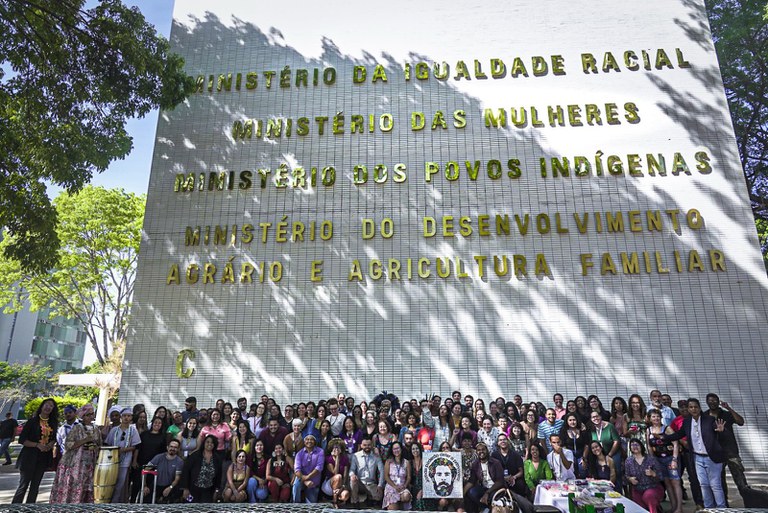 MINISTÉRIO DA IGUALDADE RACIAL
MINISTÉRIO DAS MULHERES
MINISTÉRIO DOS POVOS INDÍGENAS
MINISTÉRIO DO DESENVOLVIMENTO
AGRÁRIO E AGRICULTURA FAMILIAR
C